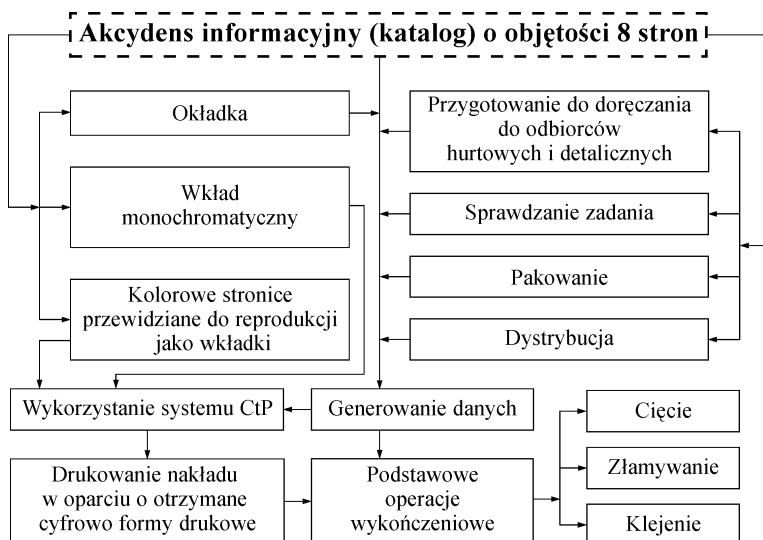 Akcydens informacyjny (katalog) o objętości 8 stron
Okładka
Wkład
monochromatyczny
Kolorowe stronice
przewidziane do reprodukcji
jako wkładki
Przygotowanie do doręczania
do odbiorców
hurtowych i detalicznych
Sprawdzanie zadania
Pakowanie
Dystrybucja
Wykorzystanie systemu CtP
Generowanie danych
Drukowanie nakładu
w oparciu o otrzymane
cyfrowo formy drukowe
Podstawowe
operacje
wykończeniowe
Cięcie
Złamywanie
Klejenie